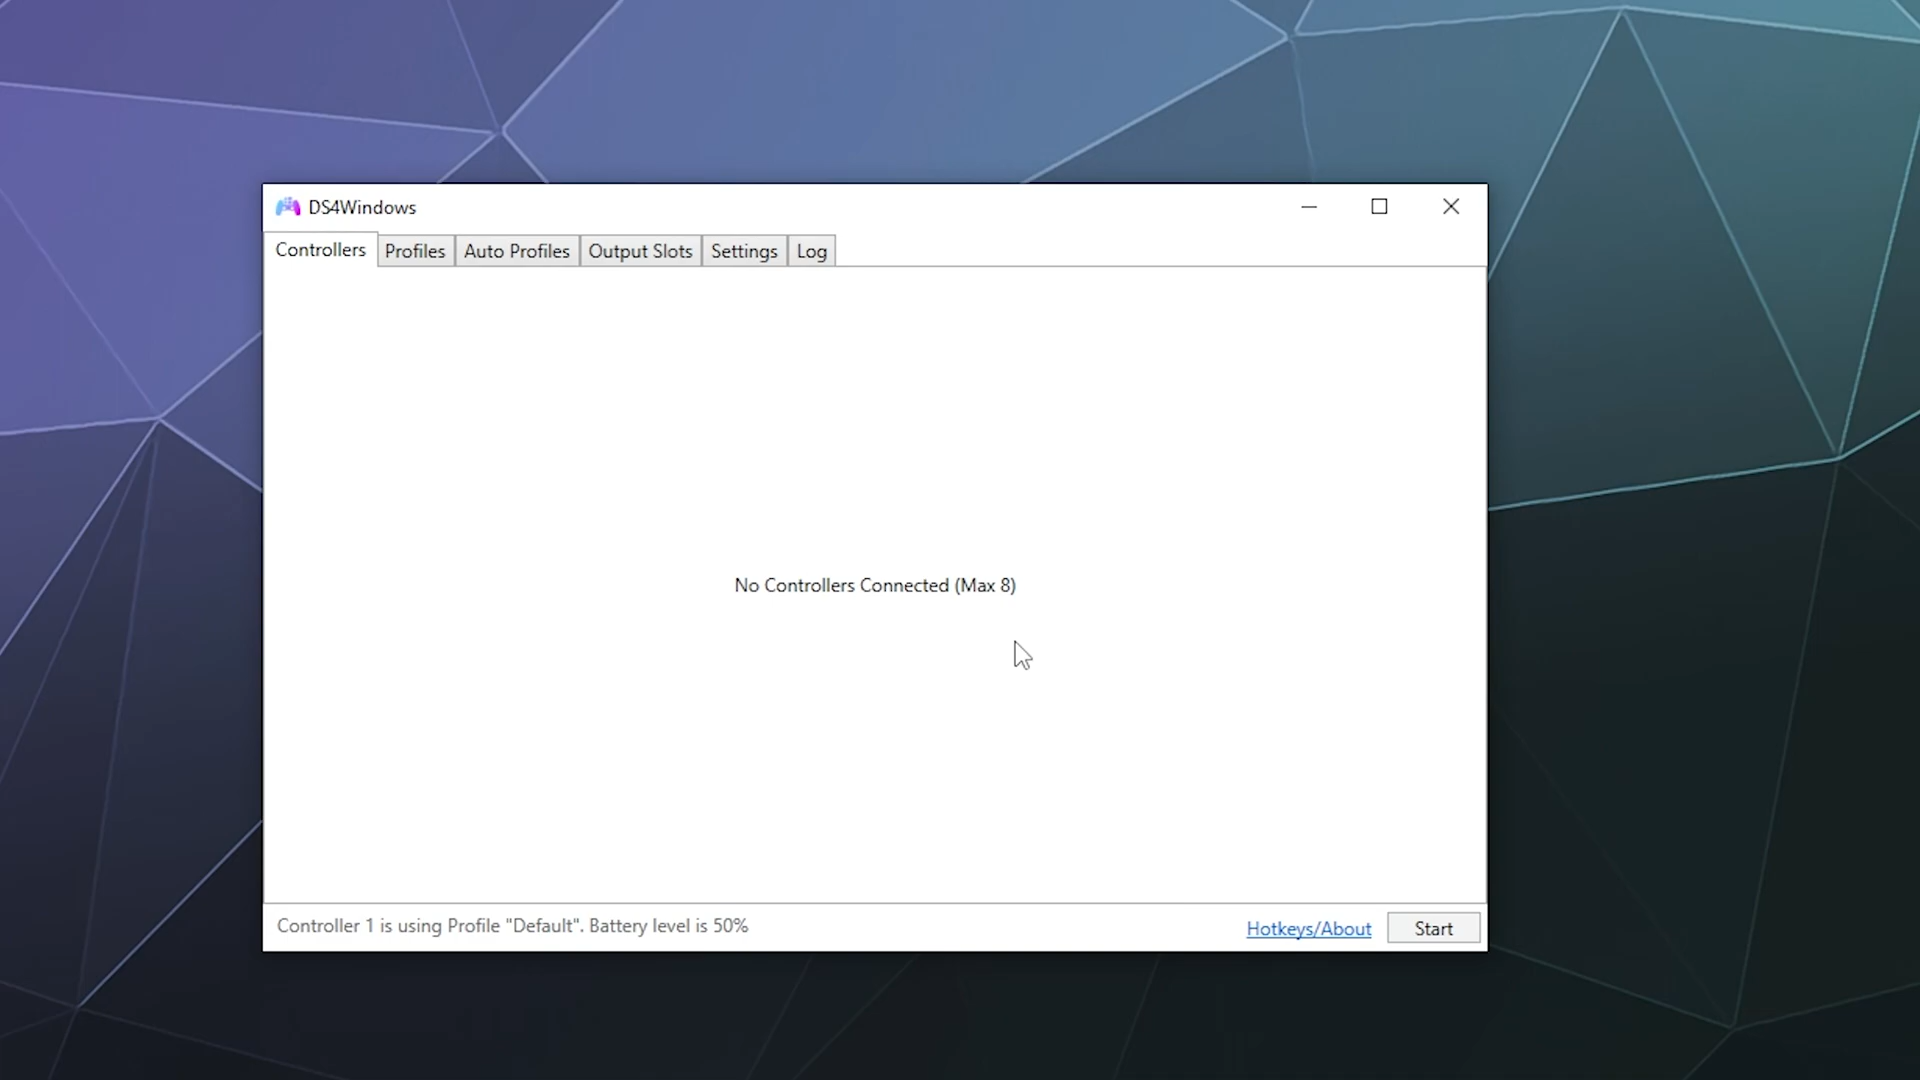 DS4Windows
Controllers Profiles Auto Profiles Output Slots Settings Log
No Controllers Connected (Max 8)
Controller 1 is using Profile "Default". Battery level is 50% Hotkeys/About Start